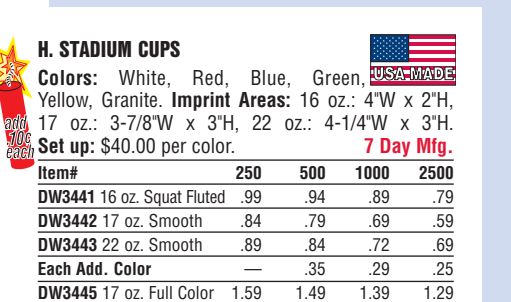 H. STADIUM CUPS
Colors: White, Red, Blue, Green,
USA MADE
Yellow, Granite. Imprint Areas: 16 oz.: 4"W x 2"H,
17 oz.: 3-7/8"W x 3"H, 22 oz.: 4-1/4"W x 3"H.
Set up: $40.00 per color. 7 Day Mfg.
add
.10¢
each
Item# 250 500 1000 2500
DW3441 16 oz. Squat Fluted .99 .94 .89 .79
DW3442 17 oz. Smooth .84 .79 .69 .59
DW3443 22 oz. Smooth .89 .84 .72 .69
Each Add. Color — .35 .29 .25
DW3445 17 oz. Full Color 1.59 1.49 1.39 1.29